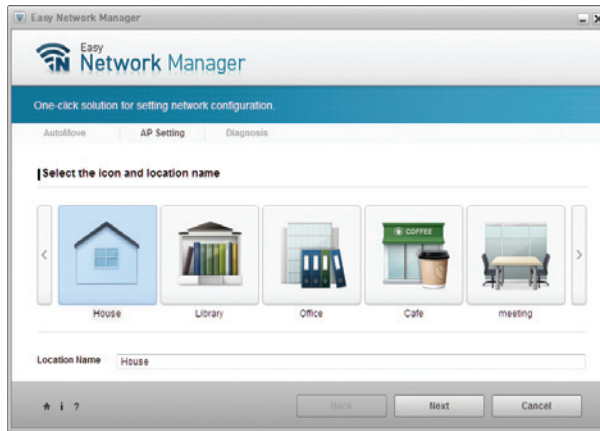 Easy Network Manager
Easy
Network Manager
One-click solution for setting network configuration.
AutoMove AP Setting Diagnosis
Select the icon and location name
COFFEE
House Library Office Cafe meeting
Location Name House
Back Next Cancel